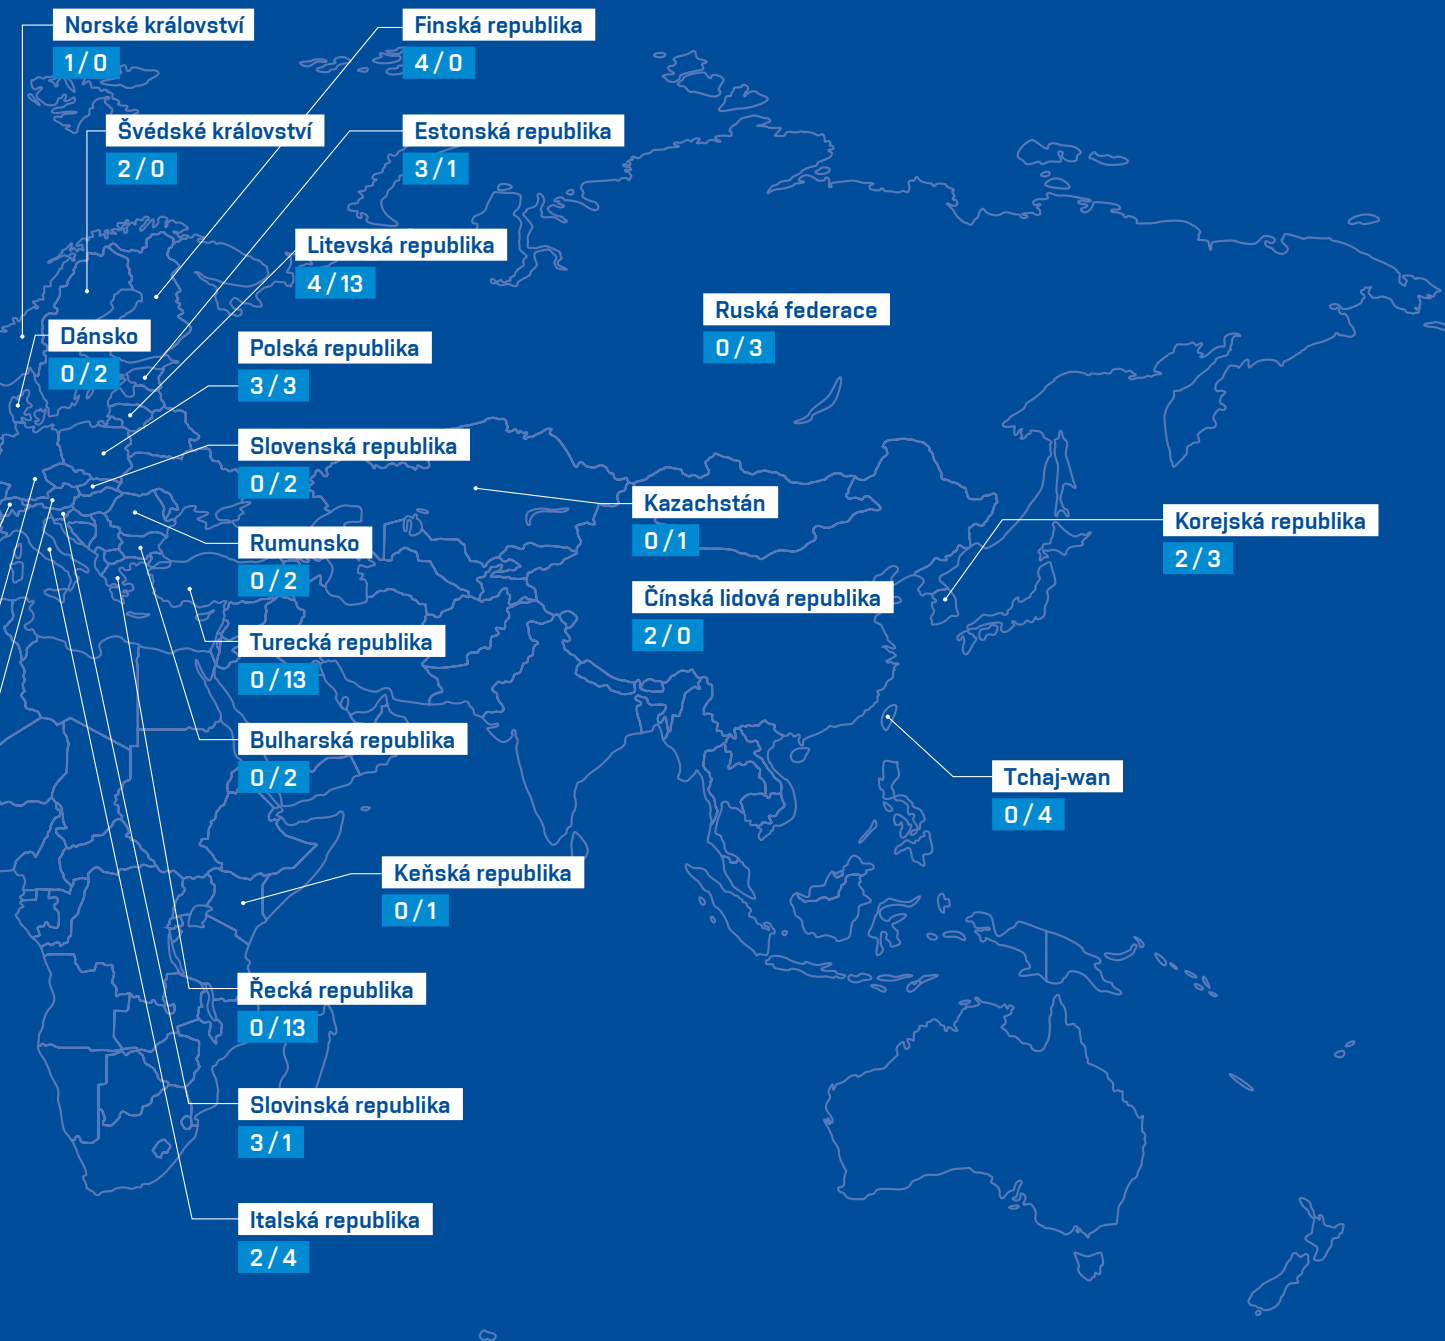 Norské království
1 / 0
Finská republika
4 / 0
Švédské království
2 / 0
Estonská republika
3 / 1
Litevská republika
4 / 13
Ruská federace
0 / 3
Dánsko
0 / 2
Polská republika
3 / 3
Slovenská republika
0 / 2
Kazachstán
0 / 1
Korejská republika
2 / 3
Rumunsko
0 / 2
Čínská lidová republika
2 / 0
Turecká republika
0 / 13
Bulharská republika
0 / 2
Tchaj-wan
0 / 4
Keňská republika
0 / 1
Řecká republika
0 / 13
Slovinská republika
3 / 1
Italská republika
2 / 4